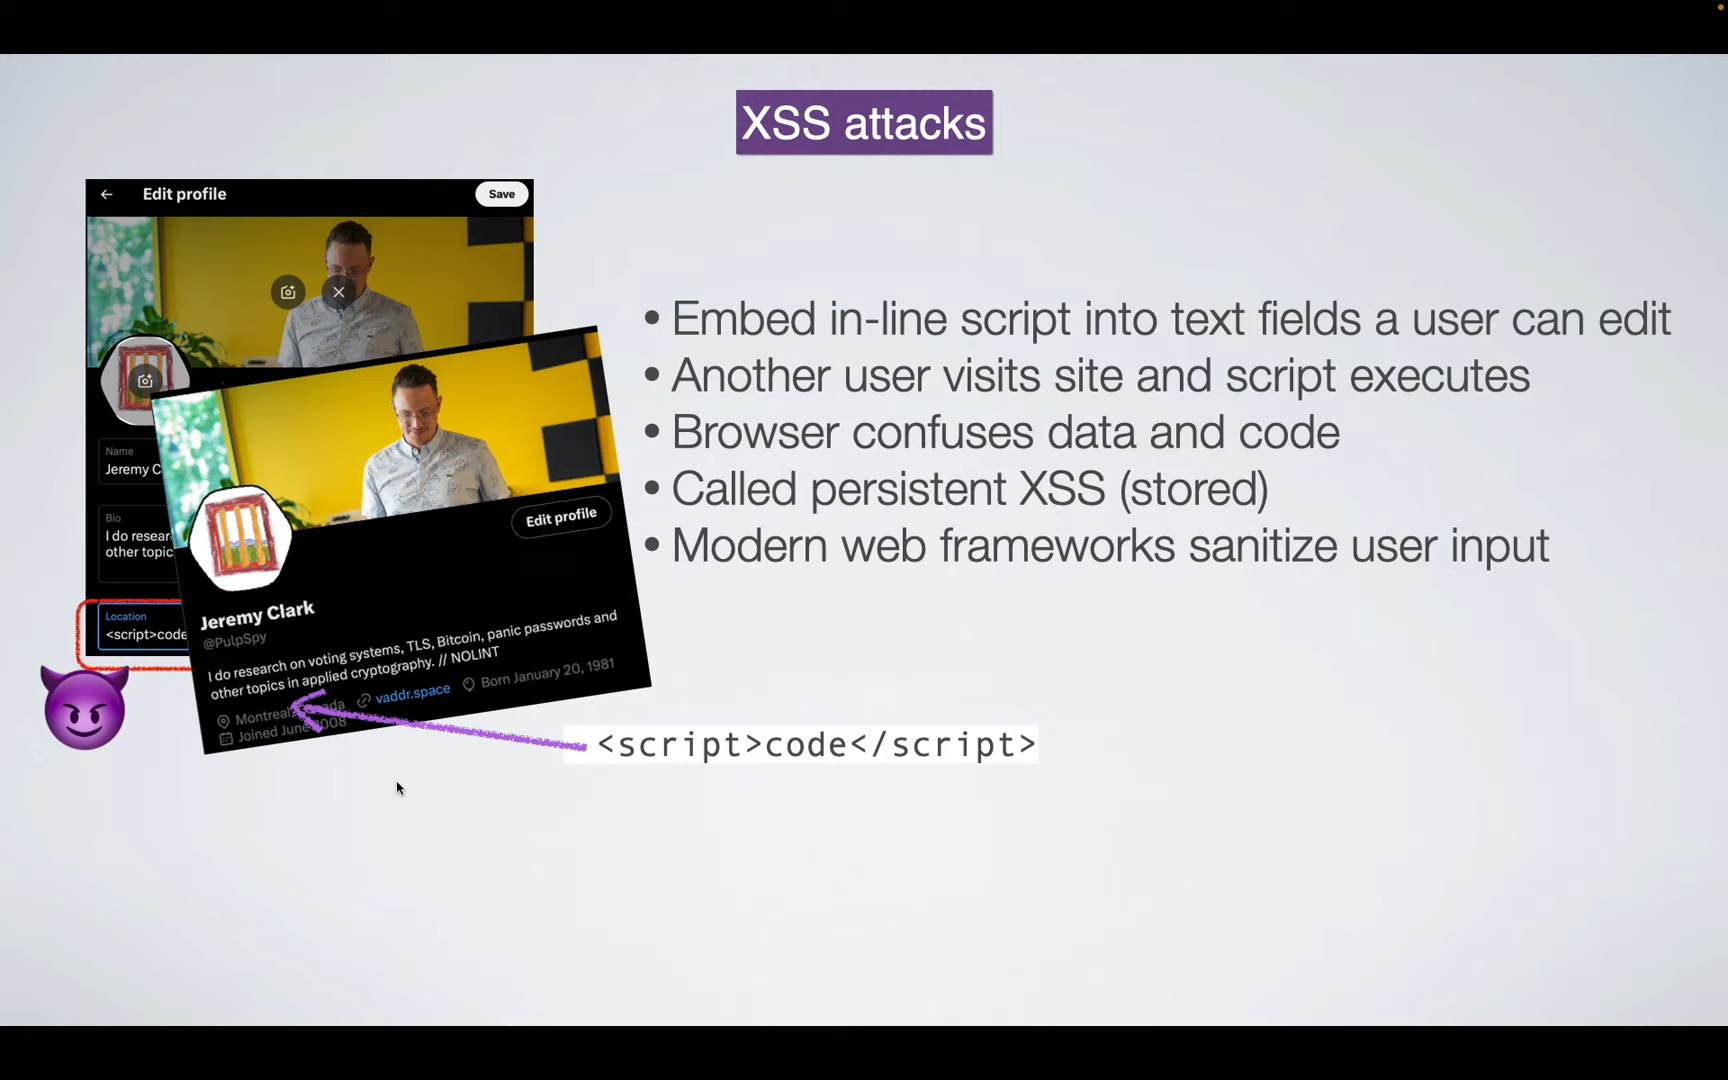 XSS attacks
Edit profile
Save
Name
Jeremy C
Bio
I do resear
other topic
Location
<script>code
Edit profile
Jeremy Clark
@PulpSpy
I do research on voting systems, TLS, Bitcoin, panic passwords and
other topics in applied cryptography. // NOLINT
Montreal, vaddr.space Born January 20, 1981
Joined June 2008
• Embed in-line script into text fields a user can edit
• Another user visits site and script executes
• Browser confuses data and code
• Called persistent XSS (stored)
• Modern web frameworks sanitize user input
<script>code</script>